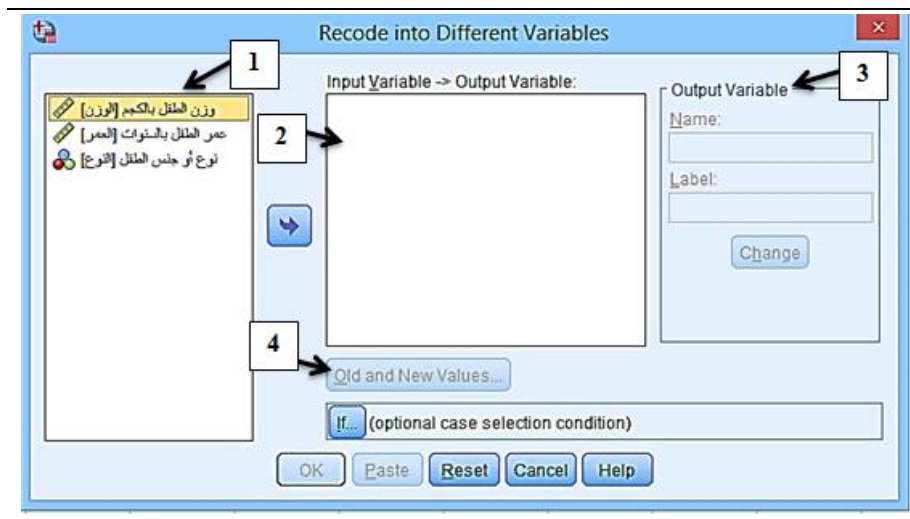 Recode into Different Variables
1
وزن الطفل بالكجم [الوزن]
عمر الطفل بالسنوات [العمر]
نوع أو جنس الطفل [النوع]
2
Input Variable -> Output Variable:
3
Output Variable
Name:
Label:
Change
4
Old and New Values...
If... (optional case selection condition)
OK Paste Reset Cancel Help